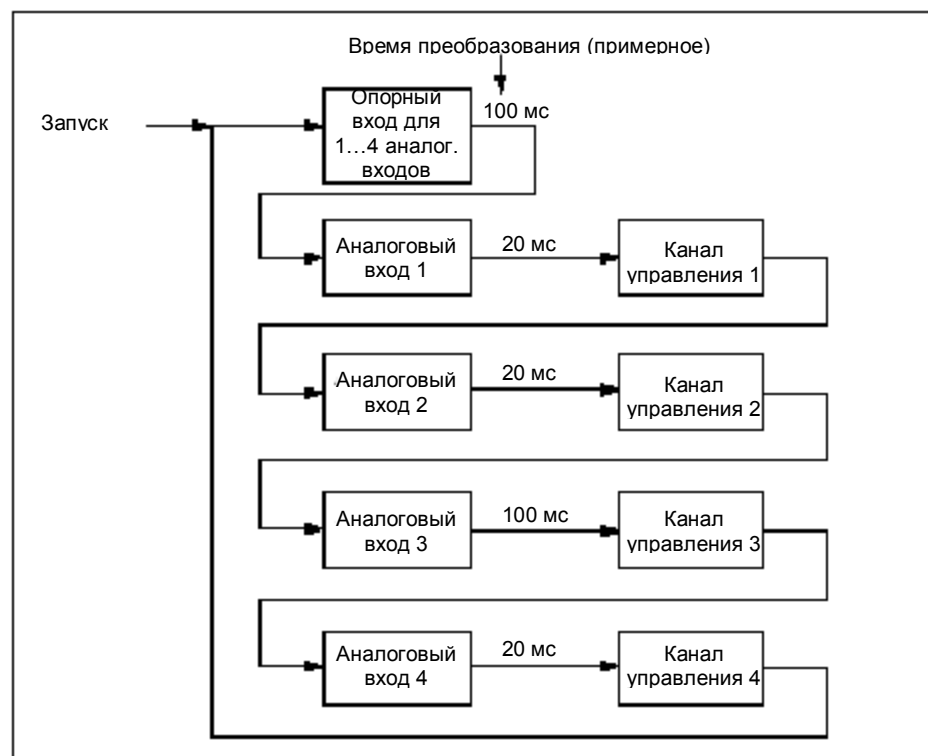 Время преобразования (примерное)
Запуск
Опорный
вход для
1…4 аналог.
входов
100 мс
Аналоговый
вход 1
20 мс
Канал
управления 1
Аналоговый
вход 2
20 мс
Канал
управления 2
Аналоговый
вход 3
100 мс
Канал
управления 3
Аналоговый
вход 4
20 мс
Канал
управления 4